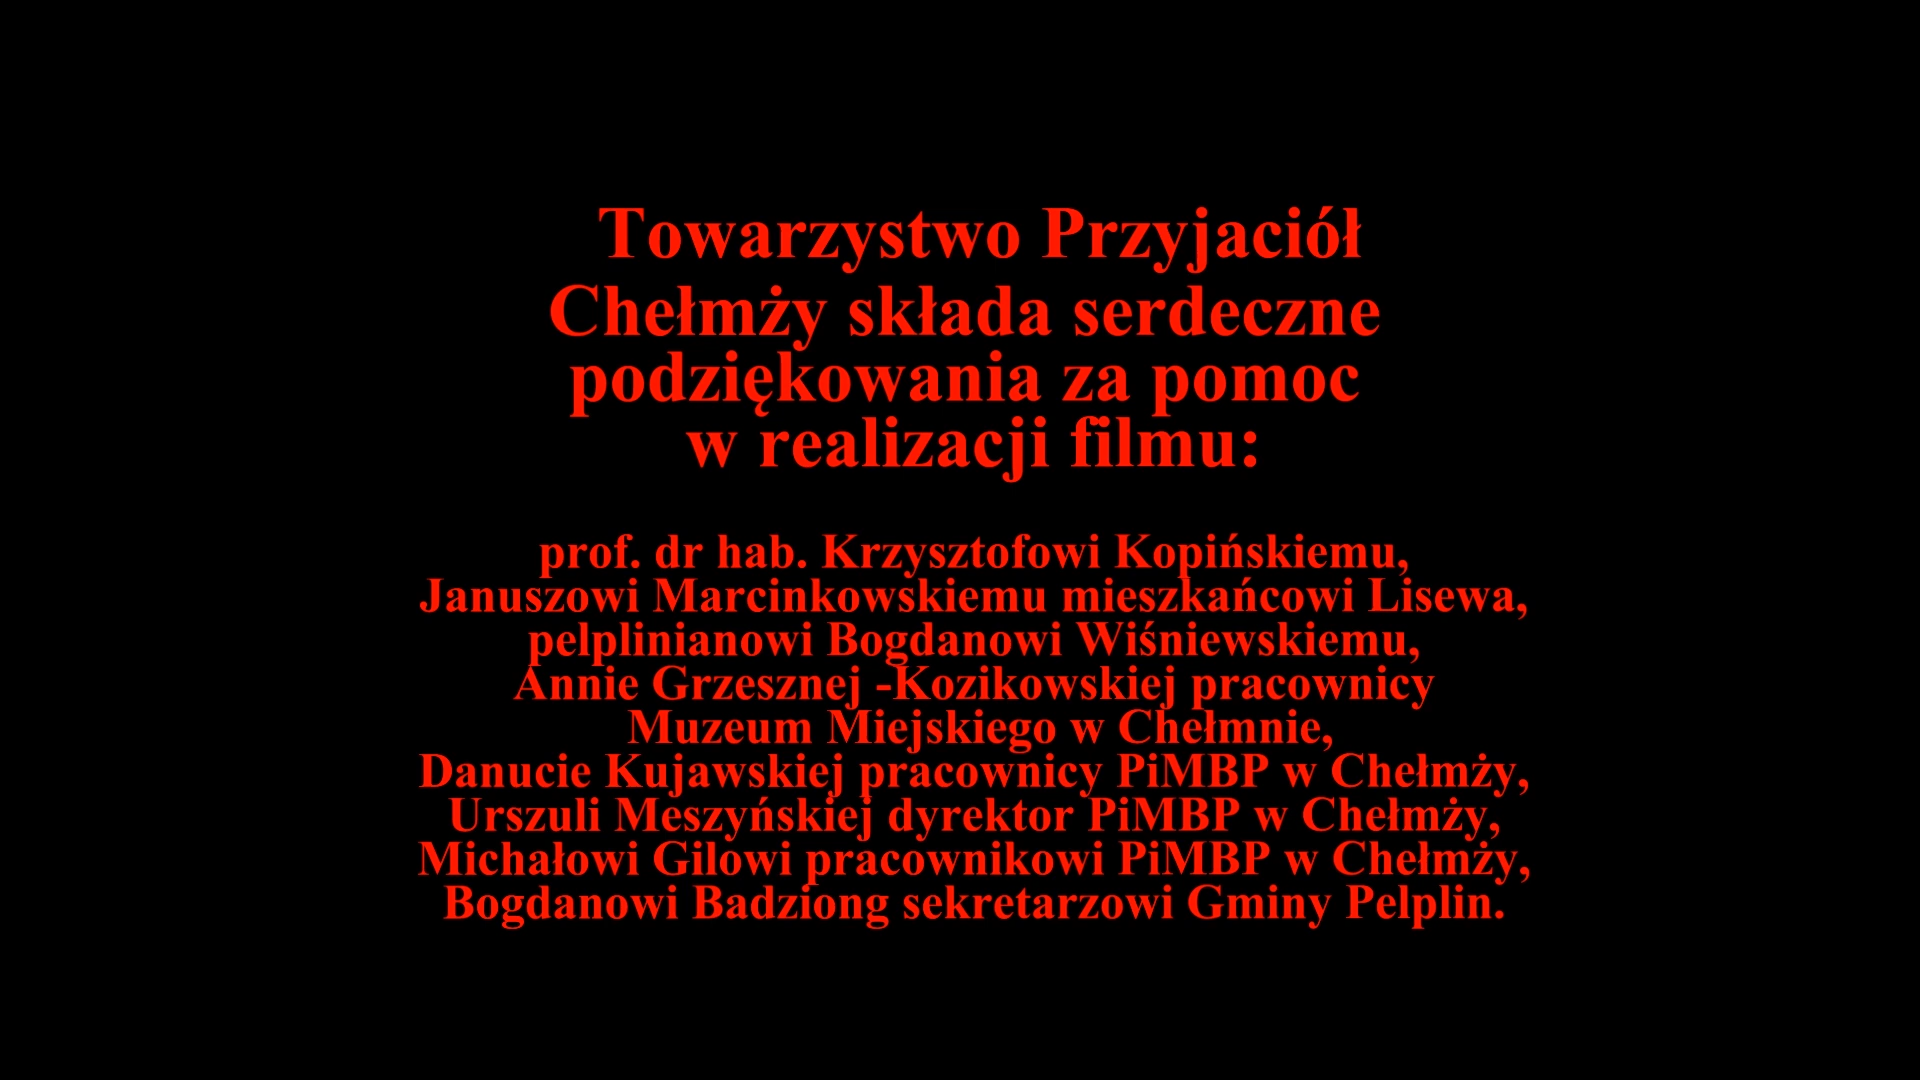 Towarzystwo Przyjaciół
Chełmży składa serdeczne
podziękowania za pomoc
w realizacji filmu:
prof. dr hab. Krzysztofowi Kopińskiemu,
Januszowi Marcinkowskiemu mieszkańcowi Lisewa,
pelplinianowi Bogdanowi Wiśniewskiemu,
Annie Grzesznej -Kozikowskiej pracownicy
Muzeum Miejskiego w Chełmnie,
Danucie Kujawskiej pracownicy PiMBP w Chełmży,
Urszuli Meszyńskiej dyrektor PiMBP w Chełmży,
Michałowi Gilowi pracownikowi PiMBP w Chełmży,
Bogdanowi Badziong sekretarzowi Gminy Pelplin.